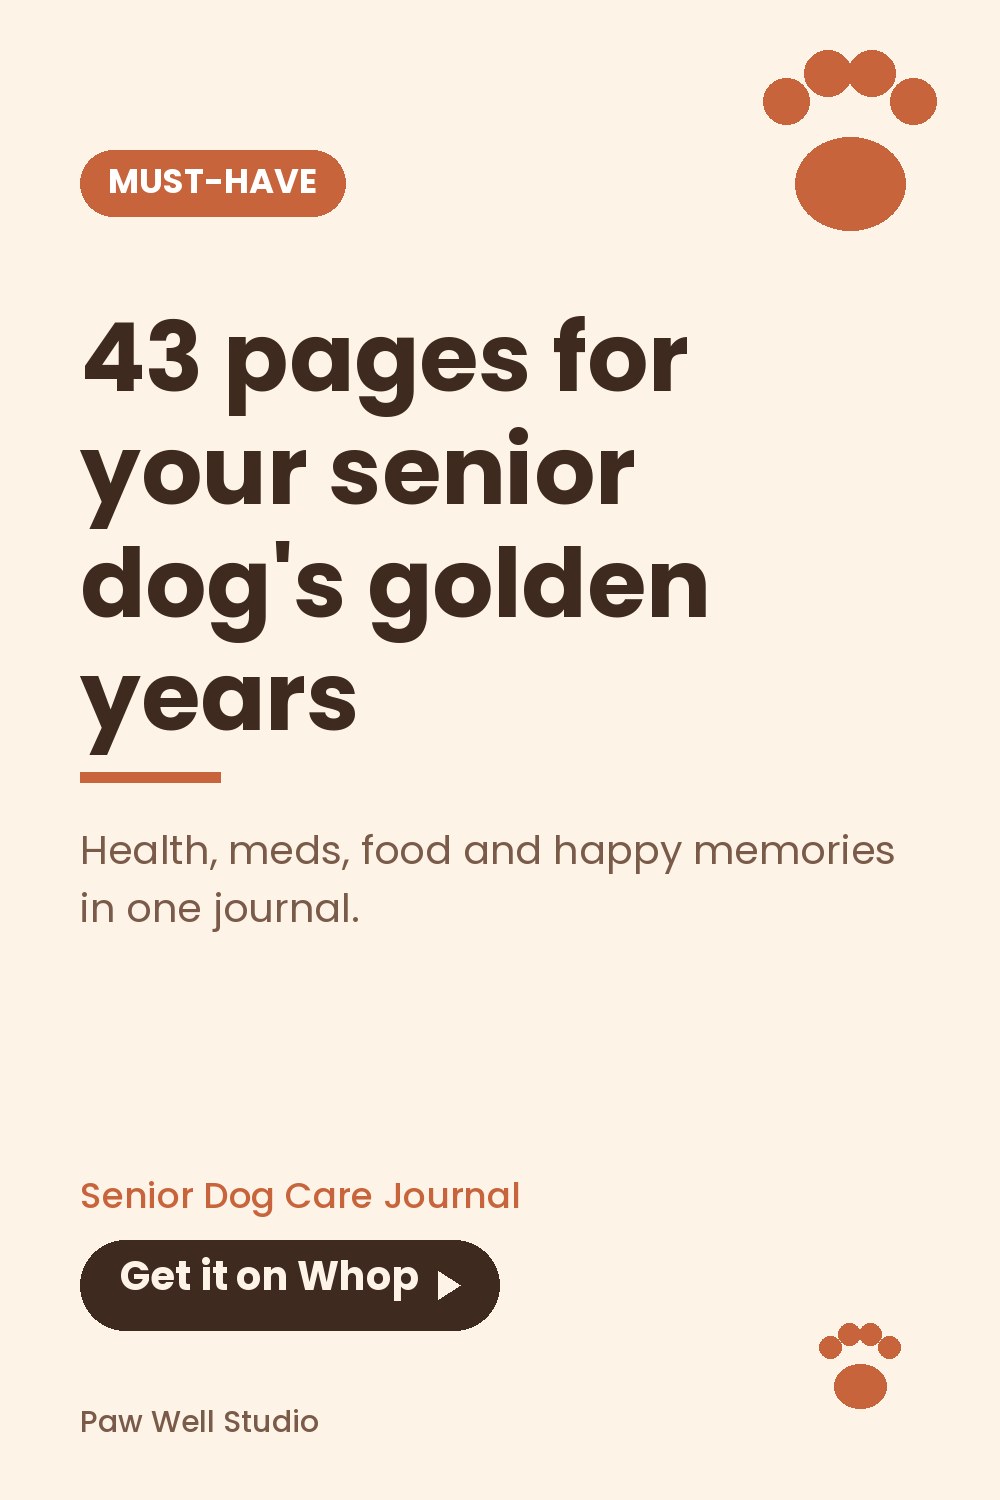 MUST-HAVE
43 pages for
your senior
dog's golden
years
Health, meds, food and happy memories
in one journal.
Senior Dog Care Journal
Get it on Whop
Paw Well Studio